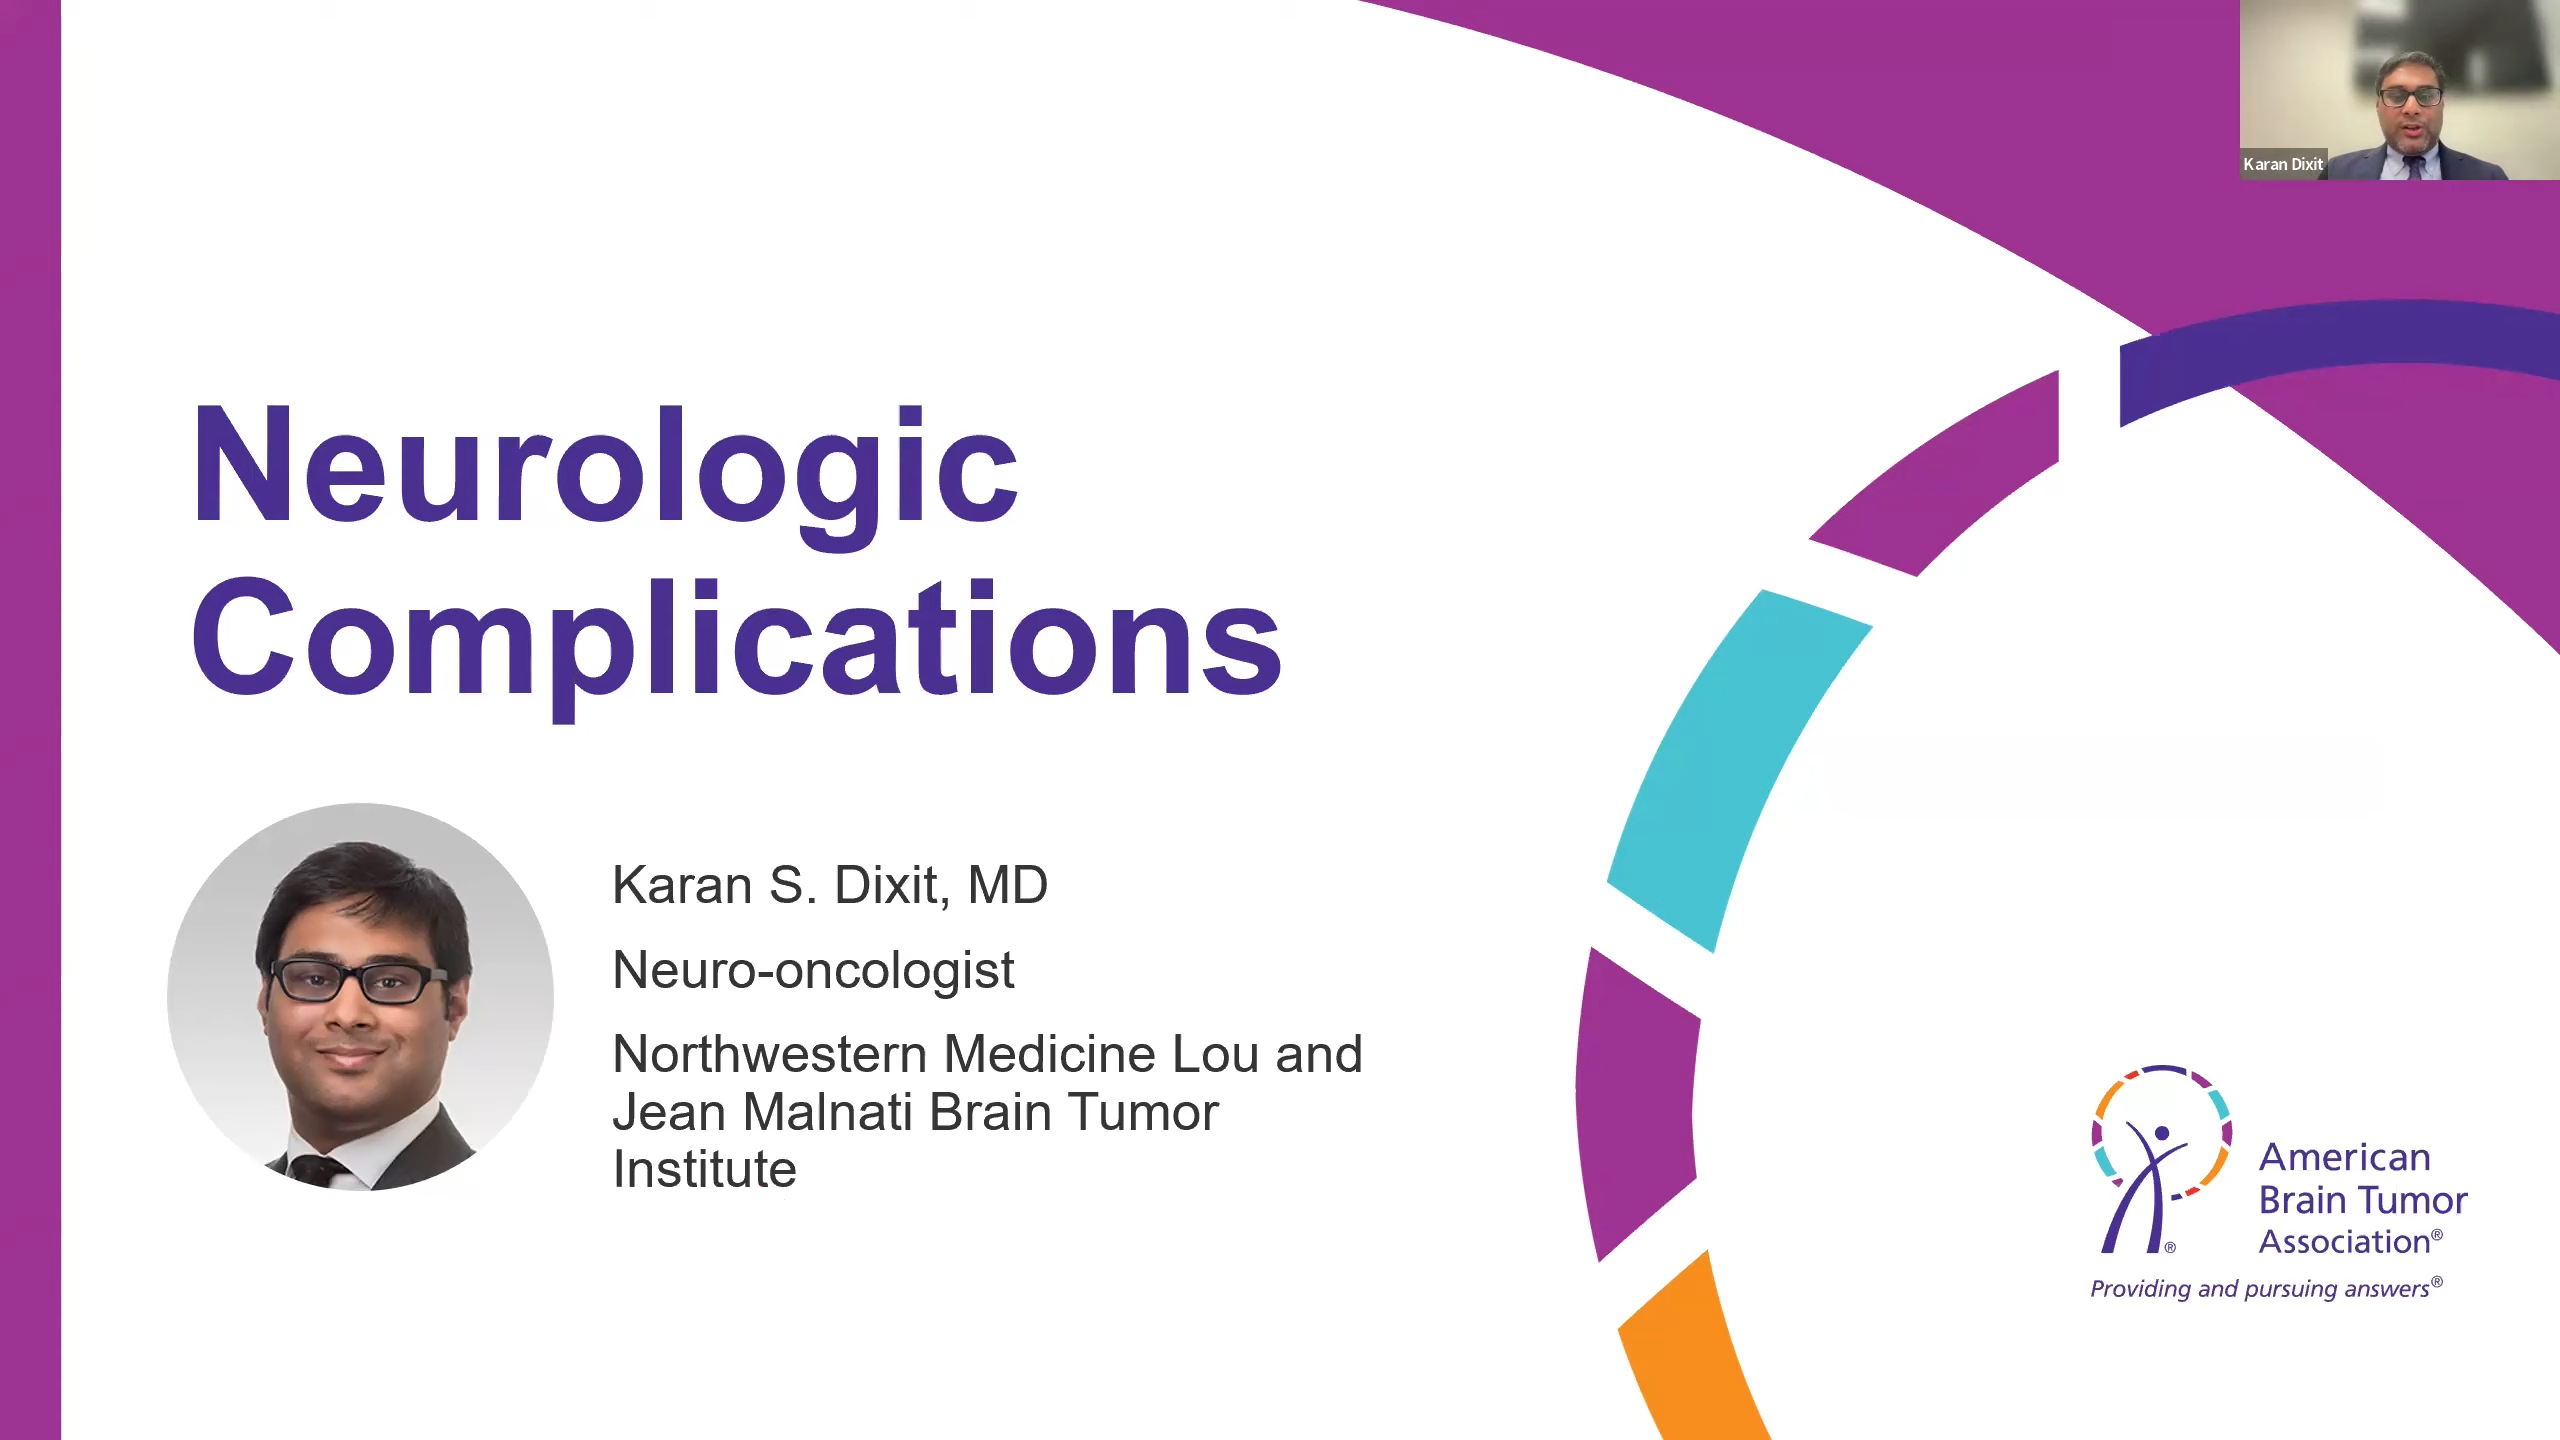 Karan Dixit
Neurologic
Complications
Karan S. Dixit, MD
Neuro-oncologist
Northwestern Medicine Lou and
Jean Malnati Brain Tumor
Institute
American
Brain Tumor
Association®
®
Providing and pursuing answers®